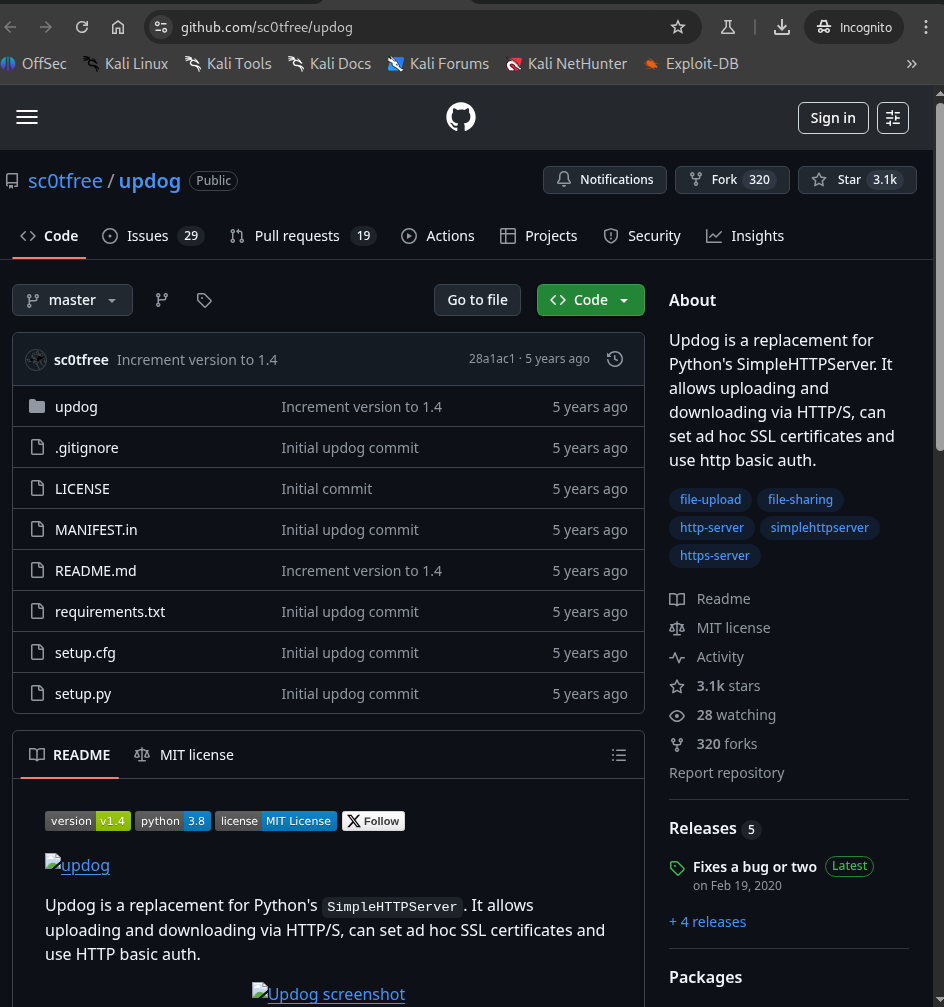 github.com/sc0tfree/updog
Incognito
OffSec Kali Linux Kali Tools Kali Docs Kali Forums Kali NetHunter Exploit-DB »
Sign in
sc0tfree / updog Public
Notifications Fork 320 Star 3.1k
Code Issues 29 Pull requests 19 Actions Projects Security Insights
master Go to file Code
sc0tfree Increment version to 1.4 28a1ac1 · 5 years ago
updog Increment version to 1.4 5 years ago
.gitignore Initial updog commit 5 years ago
LICENSE Initial commit 5 years ago
MANIFEST.in Initial updog commit 5 years ago
README.md Increment version to 1.4 5 years ago
requirements.txt Initial updog commit 5 years ago
setup.cfg Initial updog commit 5 years ago
setup.py Initial updog commit 5 years ago
README MIT license
version v1.4 python 3.8 license MIT License X Follow
updog
Updog is a replacement for Python's SimpleHTTPServer. It allows
uploading and downloading via HTTP/S, can set ad hoc SSL certificates and
use HTTP basic auth.
Updog screenshot
About
Updog is a replacement for
Python's SimpleHTTPServer. It
allows uploading and
downloading via HTTP/S, can
set ad hoc SSL certificates and
use http basic auth.
file-upload file-sharing
http-server simplehttpserver
https-server
Readme
MIT license
Activity
3.1k stars
28 watching
320 forks
Report repository
Releases 5
Fixes a bug or two Latest
on Feb 19, 2020
+ 4 releases
Packages